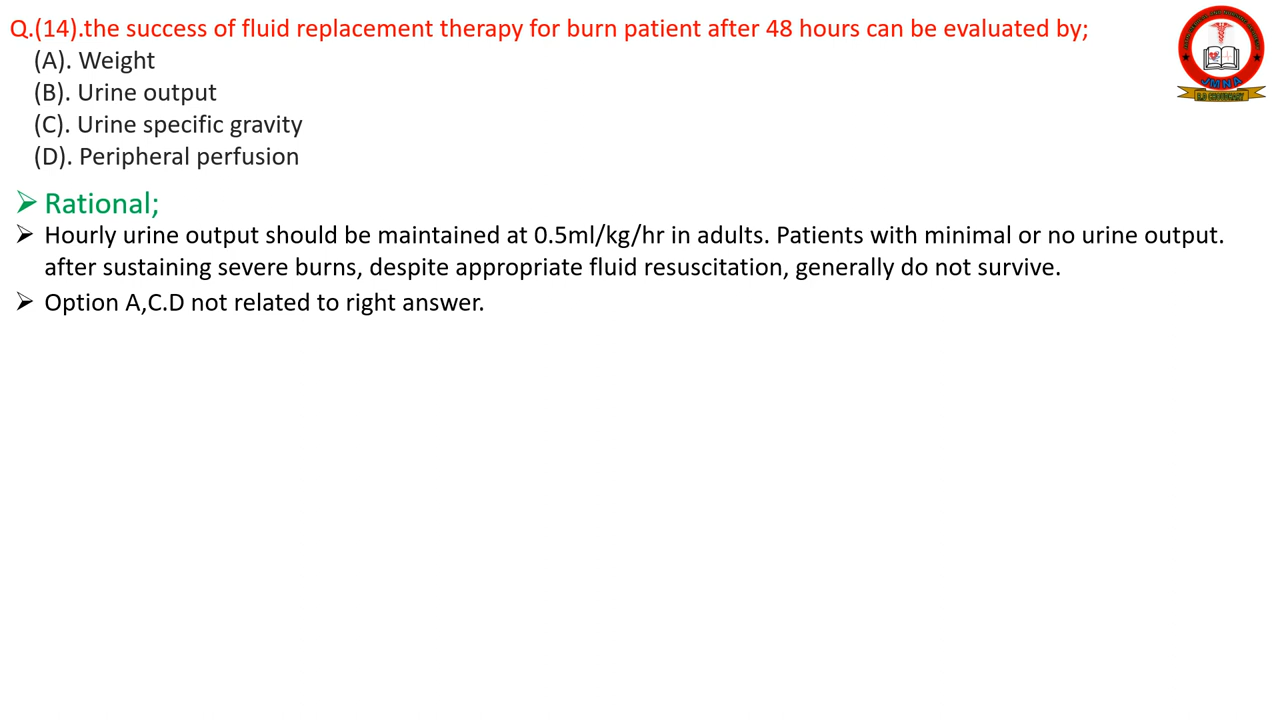 Q.(14).the success of fluid replacement therapy for burn patient after 48 hours can be evaluated by;
(A). Weight
(B). Urine output
(C). Urine specific gravity
(D). Peripheral perfusion
➢ Rational;
➢ Hourly urine output should be maintained at 0.5ml/kg/hr in adults. Patients with minimal or no urine output.
after sustaining severe burns, despite appropriate fluid resuscitation, generally do not survive.
➢ Option A,C.D not related to right answer.
JMNA